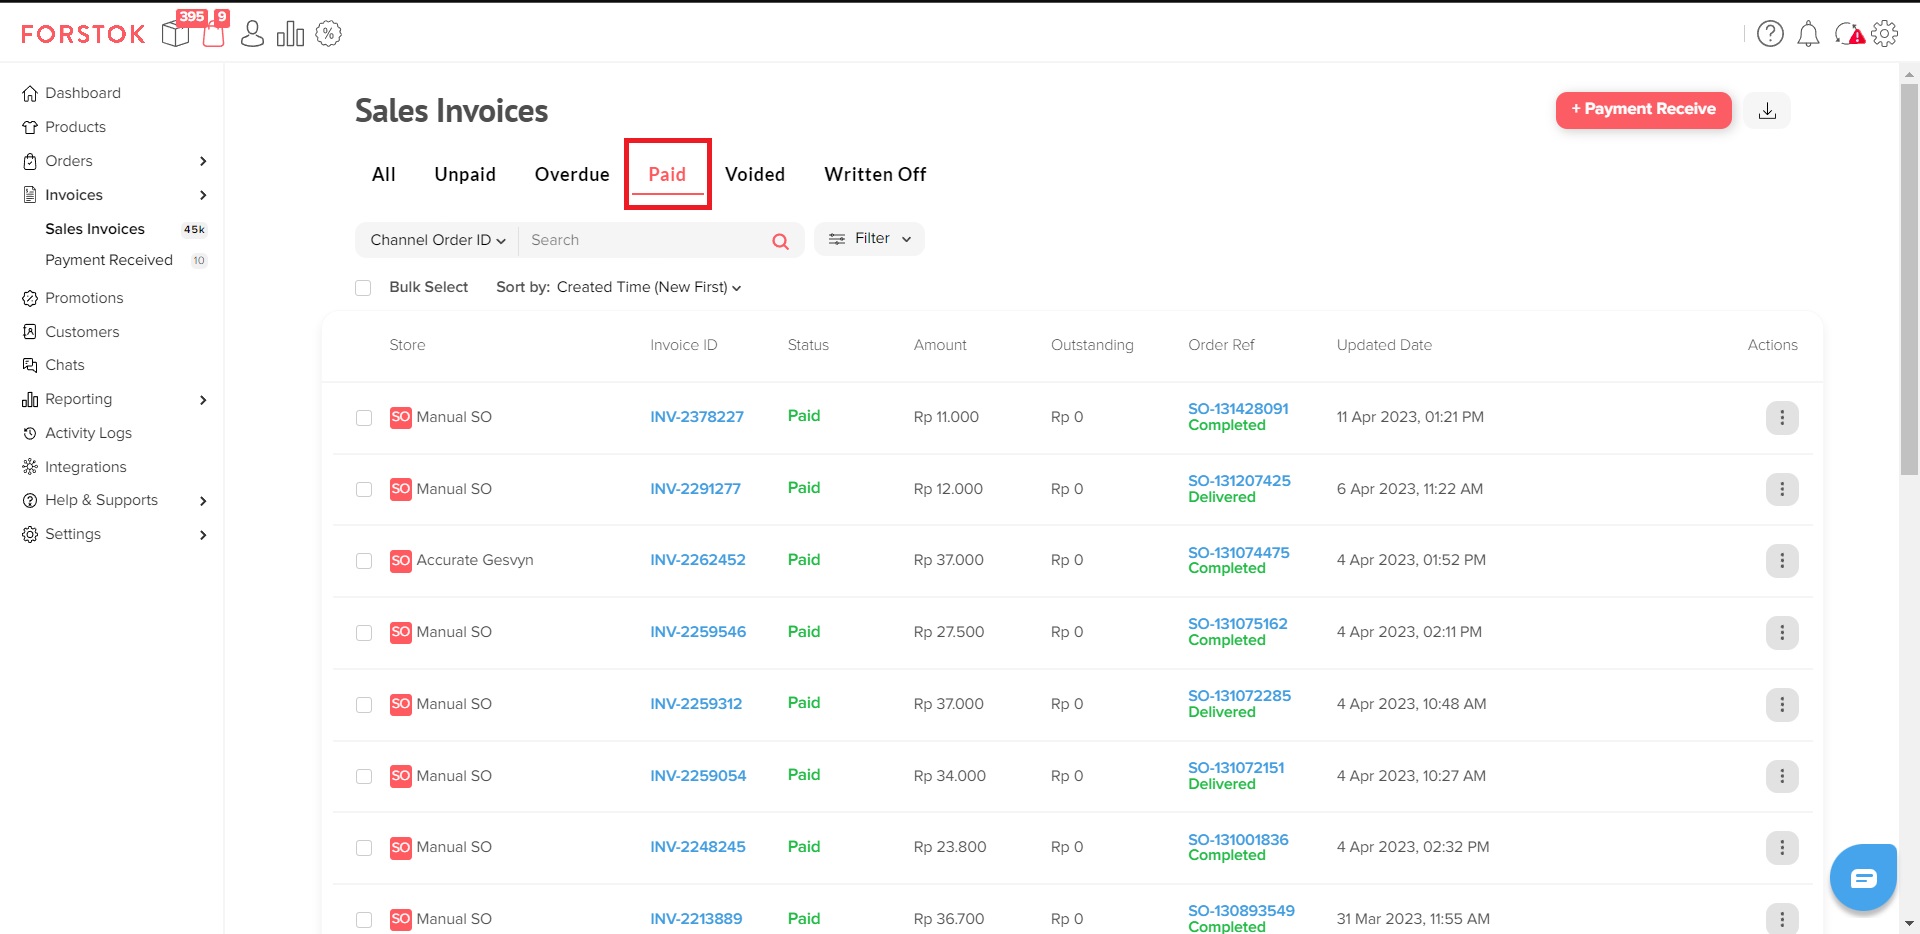 FORSTOK 395 9 %
Dashboard
Products
Orders
Invoices
Sales Invoices 45k
Payment Received 10
Promotions
Customers
Chats
Reporting
Activity Logs
Integrations
Help & Supports
Settings
Sales Invoices
+ Payment Receive
All Unpaid Overdue Paid Voided Written Off
Channel Order ID Search Filter
Bulk Select Sort by: Created Time (New First)
Store Invoice ID Status Amount Outstanding Order Ref Updated Date Actions
SO Manual SO INV-2378227 Paid Rp 11.000 Rp 0 SO-131428091 11 Apr 2023, 01:21 PM
Completed
SO Manual SO INV-2291277 Paid Rp 12.000 Rp 0 SO-131207425 6 Apr 2023, 11:22 AM
Delivered
SO Accurate Gesvyn INV-2262452 Paid Rp 37.000 Rp 0 SO-131074475 4 Apr 2023, 01:52 PM
Completed
SO Manual SO INV-2259546 Paid Rp 27.500 Rp 0 SO-131075162 4 Apr 2023, 02:11 PM
Completed
SO Manual SO INV-2259312 Paid Rp 37.000 Rp 0 SO-131072285 4 Apr 2023, 10:48 AM
Delivered
SO Manual SO INV-2259054 Paid Rp 34.000 Rp 0 SO-131072151 4 Apr 2023, 10:27 AM
Delivered
SO Manual SO INV-2248245 Paid Rp 23.800 Rp 0 SO-131001836 4 Apr 2023, 02:32 PM
Completed
SO Manual SO INV-2213889 Paid Rp 36.700 Rp 0 SO-130893549 31 Mar 2023, 11:55 AM
Completed